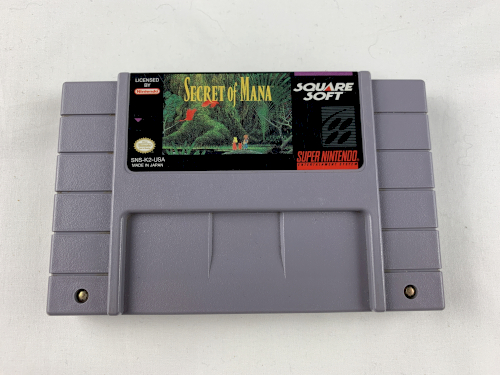 LICENSED
BY
Nintendo
SECRET of MANA
SQUARE
SOFT
SNS-K2-USA
MADE IN JAPAN
SUPER NINTENDO